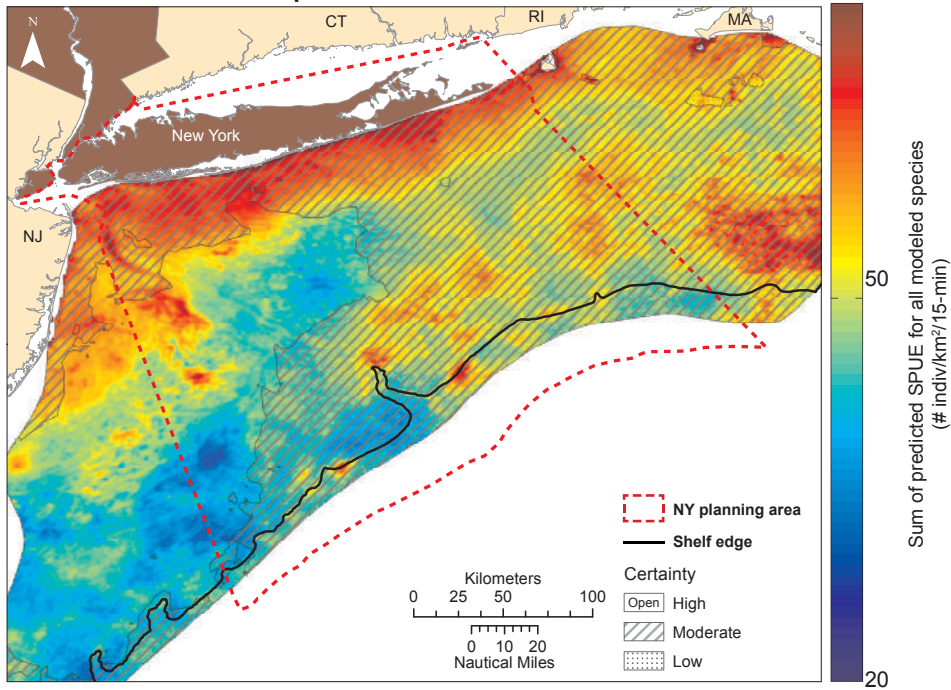 N
CT
RI
MA
New York
NJ
NY planning area
Shelf edge
Certainty
Open High
Moderate
Low
Kilometers
0 25 50 100
0 10 20
Nautical Miles
50
20
Sum of predicted SPUE for all modeled species
(# indiv/km²/15-min)